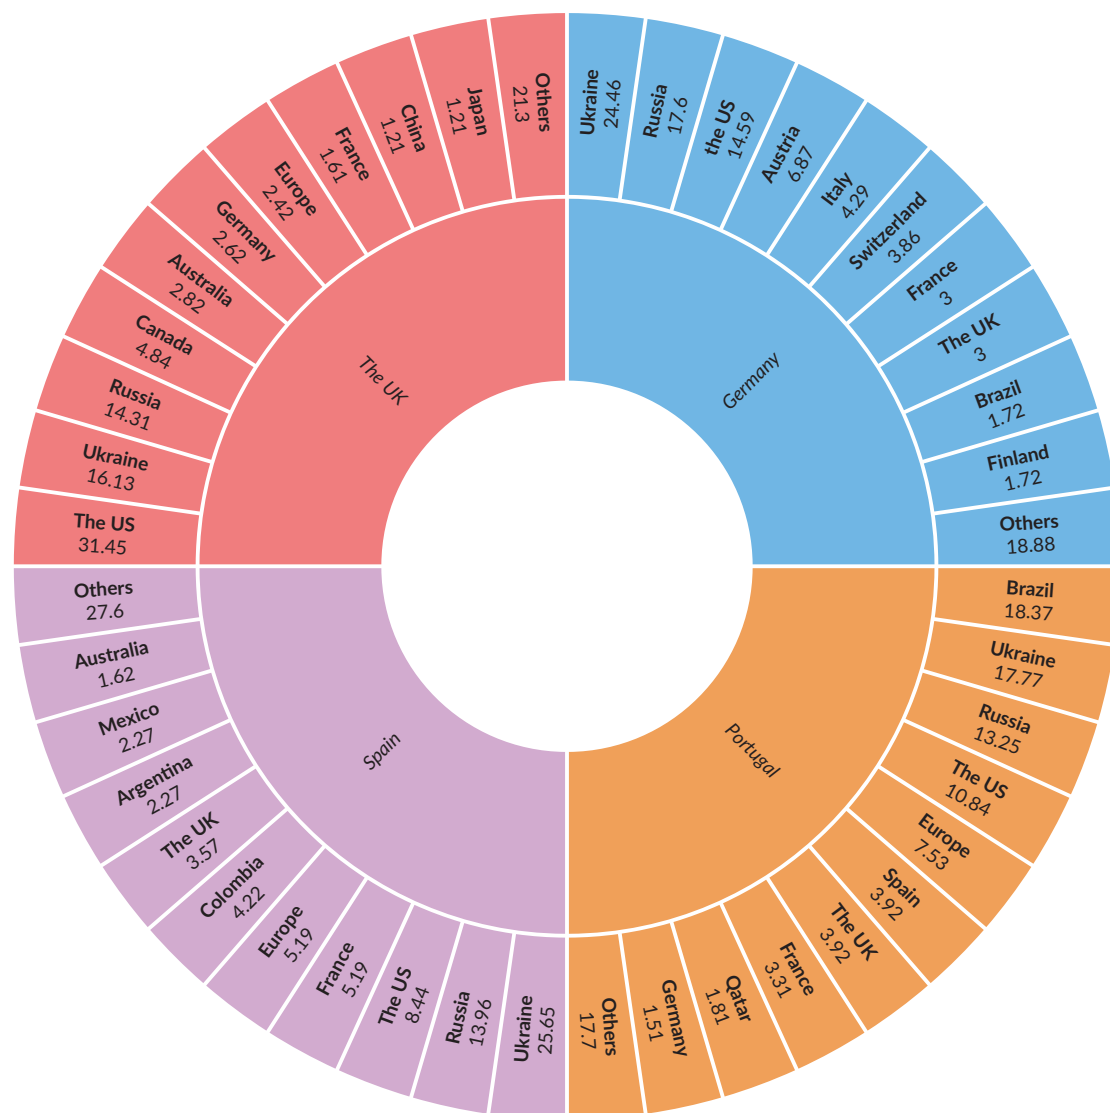 Ukraine
24.46
Russia
17.6
the US
14.59
Austria
6.87
Italy
4.29
Switzerland
3.86
France
3
The UK
3
Brazil
1.72
Finland
1.72
Others
18.88
Germany
Brazil
18.37
Ukraine
17.77
Russia
13.25
The US
10.84
Europe
7.53
Spain
3.92
The UK
3.92
France
3.31
Qatar
1.81
Germany
1.51
Others
17.7
Portugal
Ukraine
25.65
Russia
13.96
The US
8.44
France
5.19
Europe
5.19
Colombia
4.22
The UK
3.57
Argentina
2.27
Mexico
2.27
Australia
1.62
Others
27.6
Spain
The US
31.45
Ukraine
16.13
Russia
14.31
Canada
4.84
Australia
2.82
Germany
2.62
Europe
2.42
France
1.61
China
1.21
Japan
1.21
Others
21.3
The UK